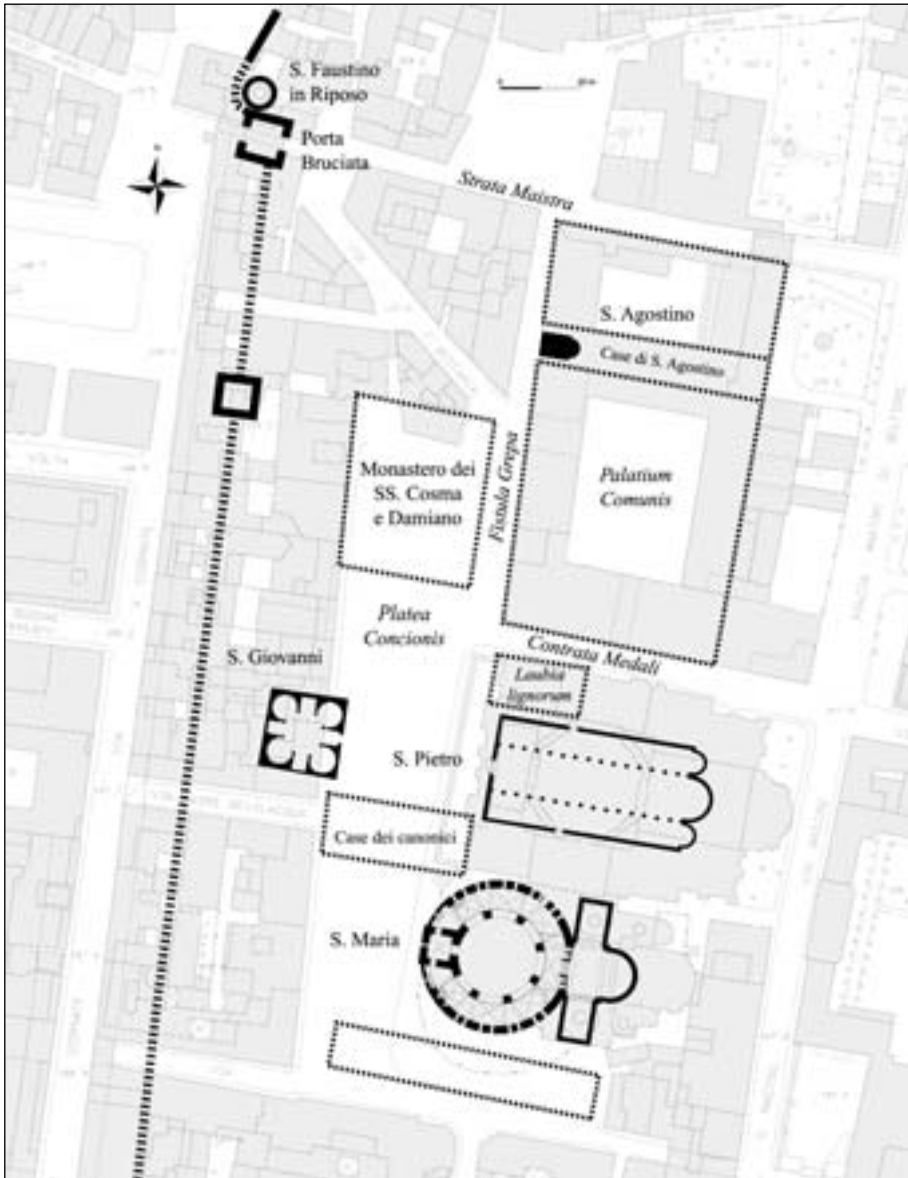 S. Faustino
in Riposo
Porta
Bruciata
Strata Maistra
S. Agostino
Case di S. Agostino
Monastero dei
SS. Cosma
e Damiano
Fistula Grepa
Palatium
Comunis
Platea
Concionis
Contrata Medali
S. Giovanni
Laubia
lignorum
S. Pietro
Case dei canonici
S. Maria